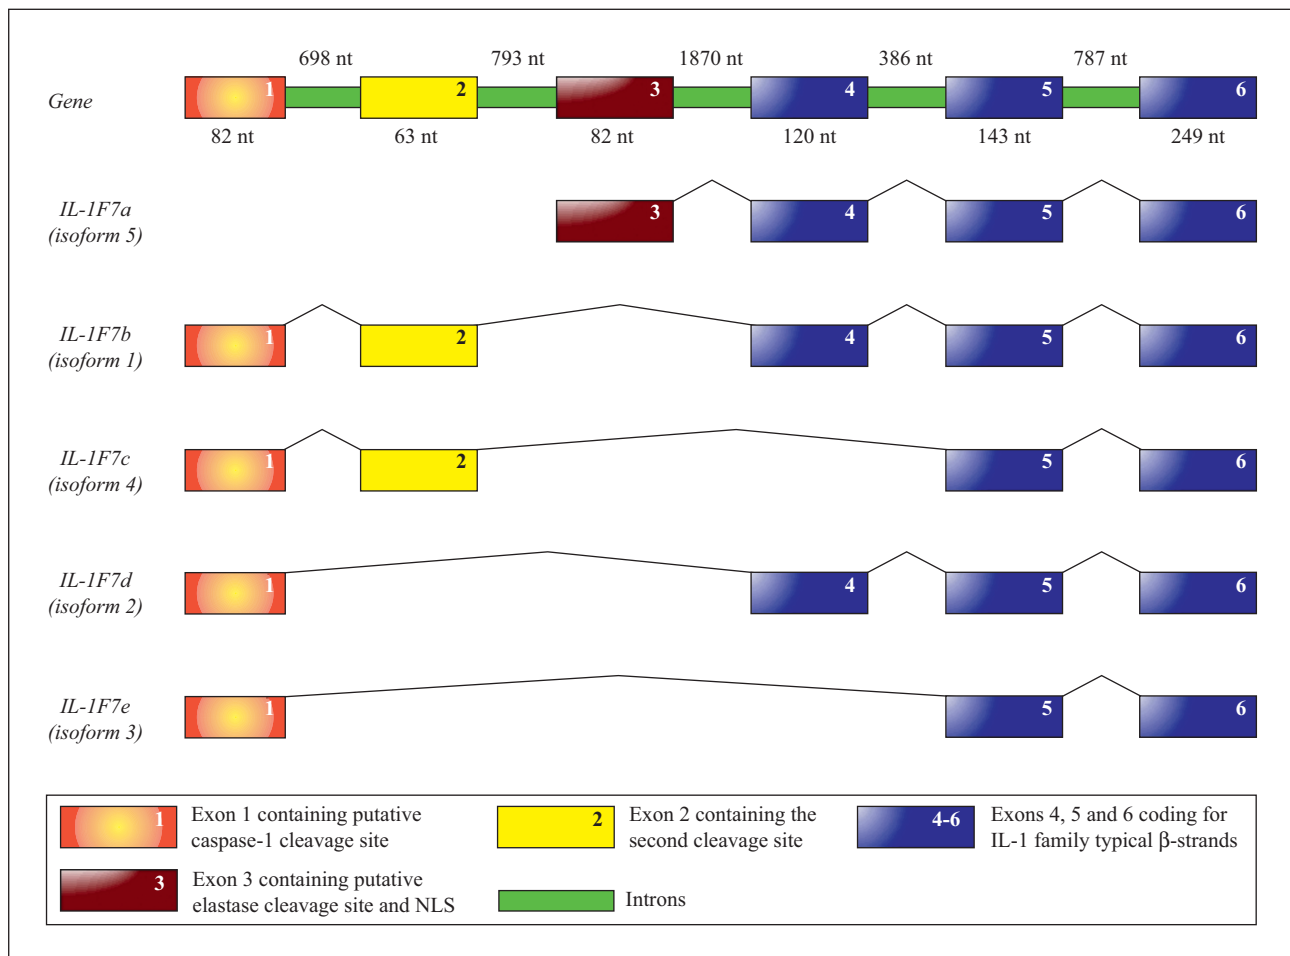 698 nt 793 nt 1870 nt 386 nt 787 nt
Gene 1 2 3 4 5 6
82 nt 63 nt 82 nt 120 nt 143 nt 249 nt
IL-1F7a
(isoform 5)
3 4 5 6
IL-1F7b
(isoform 1)
1 2 4 5 6
IL-1F7c
(isoform 4)
1 2 5 6
IL-1F7d
(isoform 2)
1 4 5 6
IL-1F7e
(isoform 3)
1 5 6
1
Exon 1 containing putative
caspase-1 cleavage site
2
Exon 2 containing the
second cleavage site
4-6
Exons 4, 5 and 6 coding for
IL-1 family typical β-strands
3
Exon 3 containing putative
elastase cleavage site and NLS
Introns